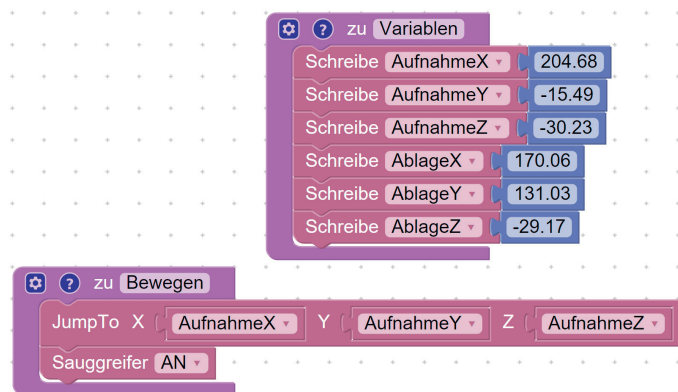 ? zu Variablen
Schreibe AufnahmeX 204.68
Schreibe AufnahmeY -15.49
Schreibe AufnahmeZ -30.23
Schreibe AblageX 170.06
Schreibe AblageY 131.03
Schreibe AblageZ -29.17
? zu Bewegen
JumpTo X AufnahmeX Y AufnahmeY Z AufnahmeZ
Sauggreifer AN